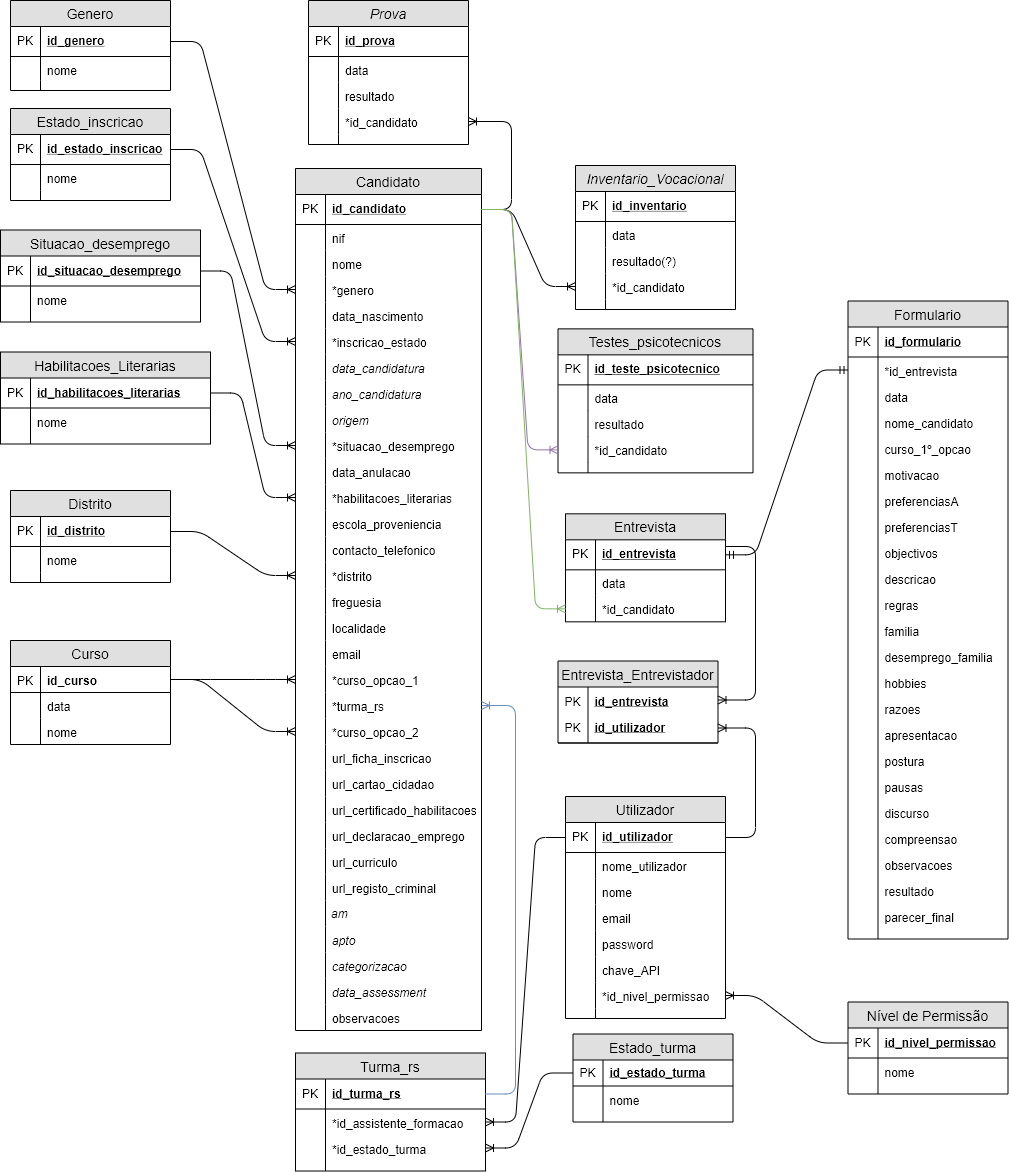 Genero
PK id_genero
nome
Prova
PK id_prova
data
resultado
*id_candidato
Estado_inscricao
PK id_estado_inscricao
nome
Situacao_desemprego
PK id_situacao_desemprego
nome
Habilitacoes_Literarias
PK id_habilitacoes_literarias
nome
Distrito
PK id_distrito
nome
Curso
PK id_curso
data
nome
Candidato
PK id_candidato
nif
nome
*genero
data_nascimento
*inscricao_estado
data_candidatura
ano_candidatura
origem
*situacao_desemprego
data_anulacao
*habilitacoes_literarias
escola_proveniencia
contacto_telefonico
*distrito
freguesia
localidade
email
*curso_opcao_1
*turma_rs
*curso_opcao_2
url_ficha_inscricao
url_cartao_cidadao
url_certificado_habilitacoes
url_declaracao_emprego
url_curriculo
url_registo_criminal
am
apto
categorizacao
data_assessment
observacoes
Turma_rs
PK id_turma_rs
*id_assistente_formacao
*id_estado_turma
Inventario_Vocacional
PK id_inventario
data
resultado(?)
*id_candidato
Testes_psicotecnicos
PK id_teste_psicotecnico
data
resultado
*id_candidato
Entrevista
PK id_entrevista
data
*id_candidato
Entrevista_Entrevistador
PK id_entrevista
PK id_utilizador
Utilizador
PK id_utilizador
nome_utilizador
nome
email
password
chave_API
*id_nivel_permissao
Estado_turma
PK id_estado_turma
nome
Formulario
PK id_formulario
*id_entrevista
data
nome_candidato
curso_1º_opcao
motivacao
preferenciasA
preferenciasT
objectivos
descricao
regras
familia
desemprego_familia
hobbies
razoes
apresentacao
postura
pausas
discurso
compreensao
observacoes
resultado
parecer_final
Nível de Permissão
PK id_nivel_permissao
nome